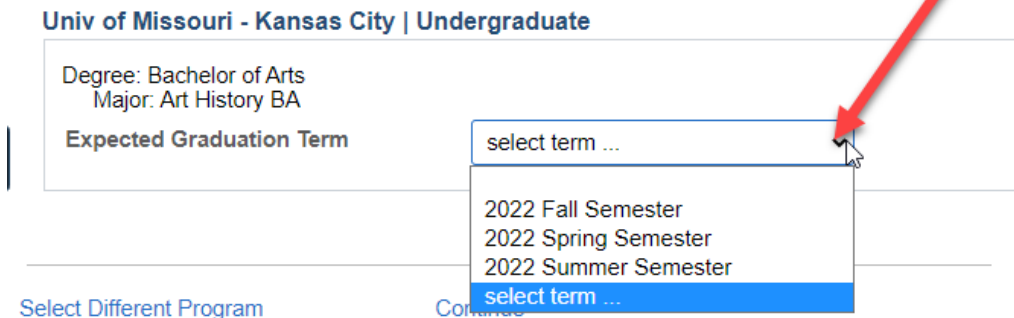 Univ of Missouri - Kansas City | Undergraduate
Degree: Bachelor of Arts
Major: Art History BA
Expected Graduation Term
select term ...
2022 Fall Semester
2022 Spring Semester
2022 Summer Semester
select term ...
Select Different Program
Continue